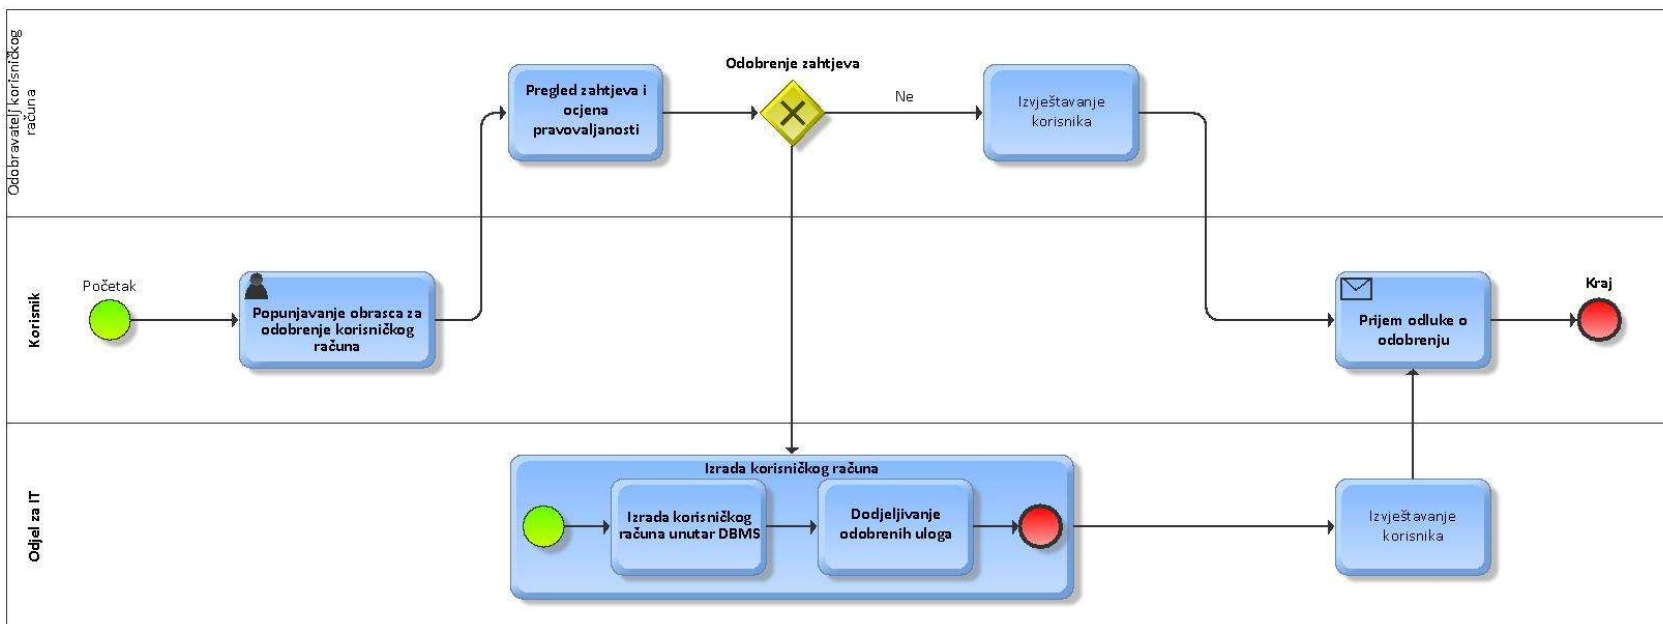 Odobravatelj korisničkog
računa
Pregled zahtjeva i
ocjena
pravovaljanosti
Odobrenje zahtjeva
Ne
Izvještavanje
korisnika
Korisnik
Početak
Popunjavanje obrasca za
odobrenje korisničkog
računa
Prijem odluke o
odobrenju
Kraj
Odjel za IT
Izrada korisničkog računa
Izrada korisničkog
računa unutar DBMS
Dodjeljivanje
odobrenih uloga
Izvještavanje
korisnika